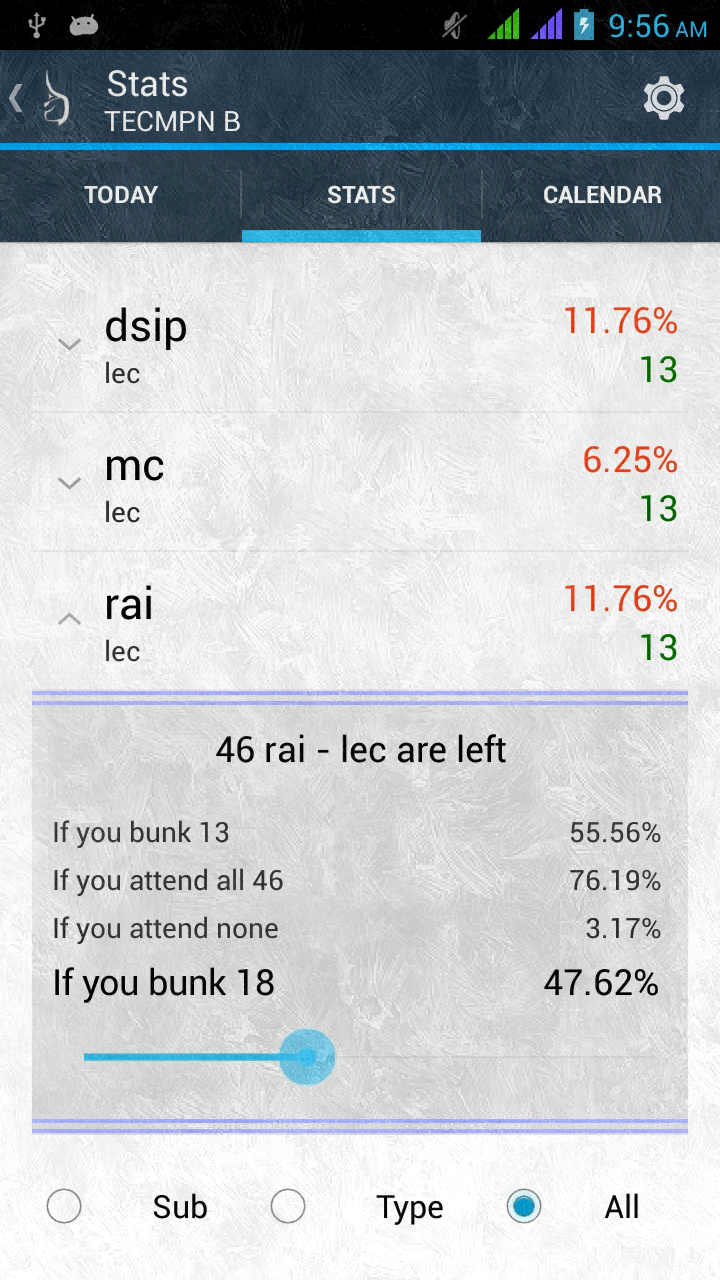 9:56 AM
Stats
TECMPN B
TODAY STATS CALENDAR
dsip 11.76%
lec 13
mc 6.25%
lec 13
rai 11.76%
lec 13
46 rai - lec are left
If you bunk 13 55.56%
If you attend all 46 76.19%
If you attend none 3.17%
If you bunk 18 47.62%
Sub Type All